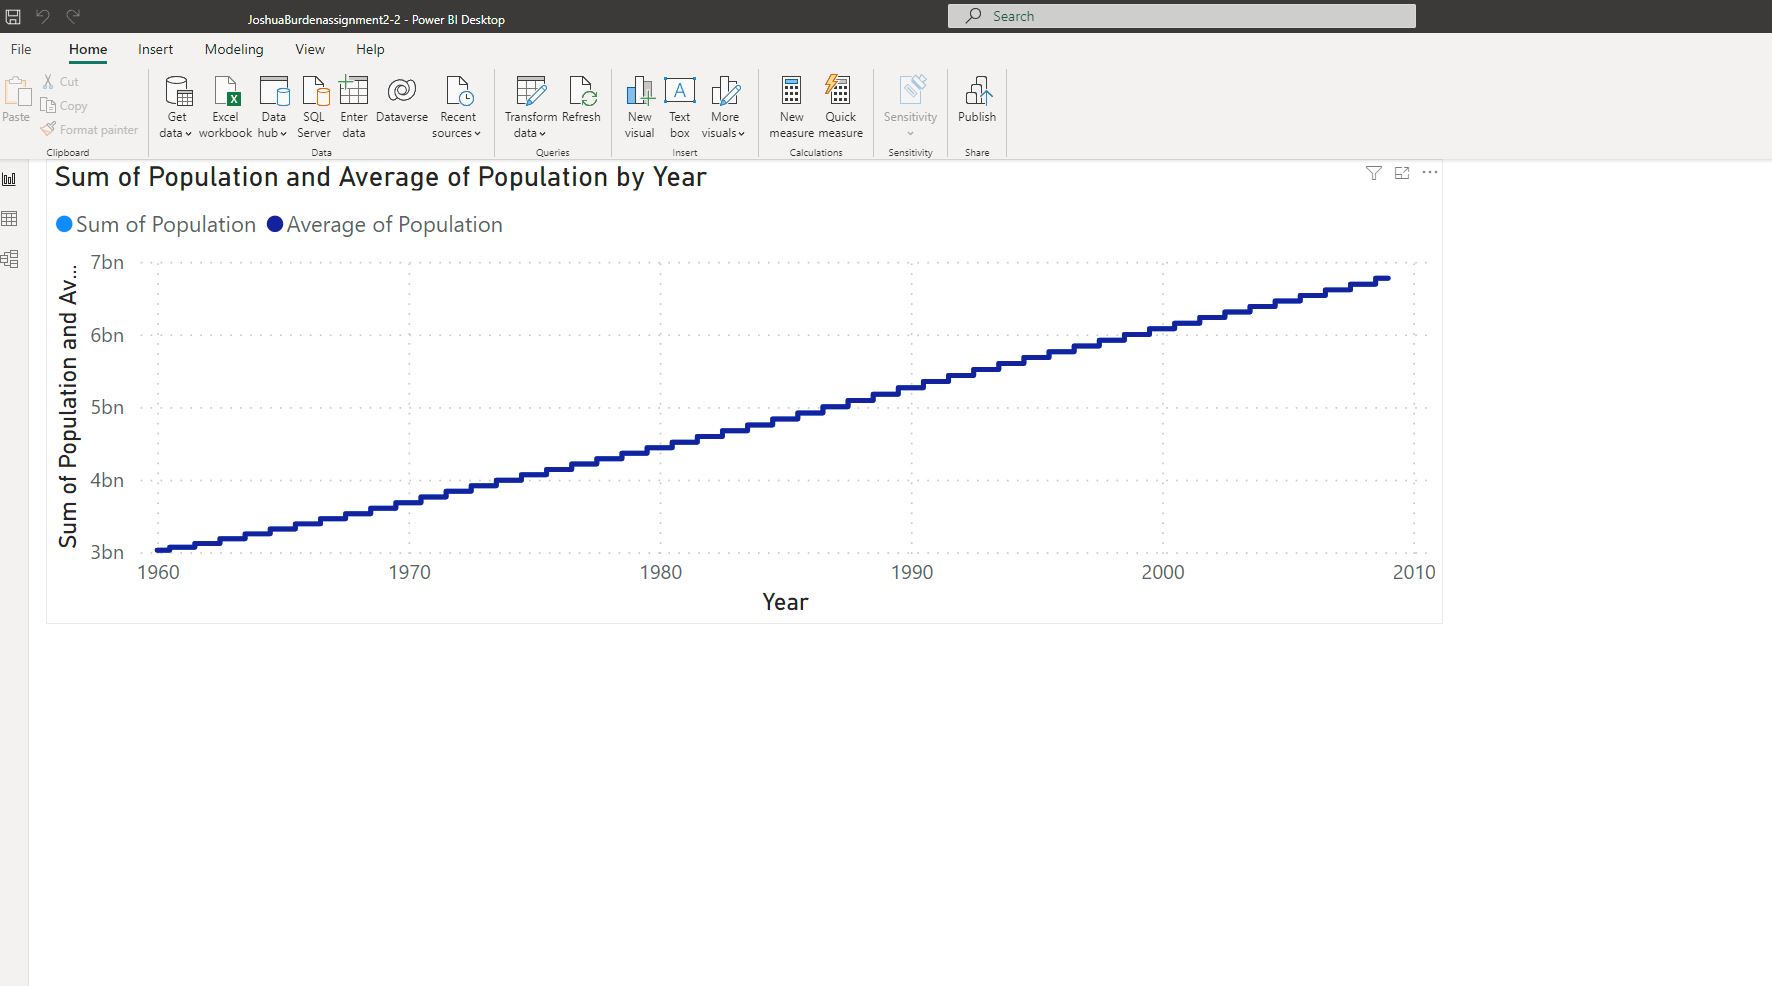 JoshuaBurdenassignment2-2 - Power BI Desktop
Search
File Home Insert Modeling View Help
Paste
Cut
Copy
Format painter
Clipboard
Get data
Excel workbook
Data hub
SQL Server
Enter data
Dataverse
Recent sources
Data
Transform data
Refresh
Queries
New visual
Text box
More visuals
Insert
New measure
Quick measure
Calculations
Sensitivity
Sensitivity
Publish
Share
Sum of Population and Average of Population by Year
Sum of Population Average of Population
Sum of Population and Av...
7bn
6bn
5bn
4bn
3bn
1960 1970 1980 1990 2000 2010
Year